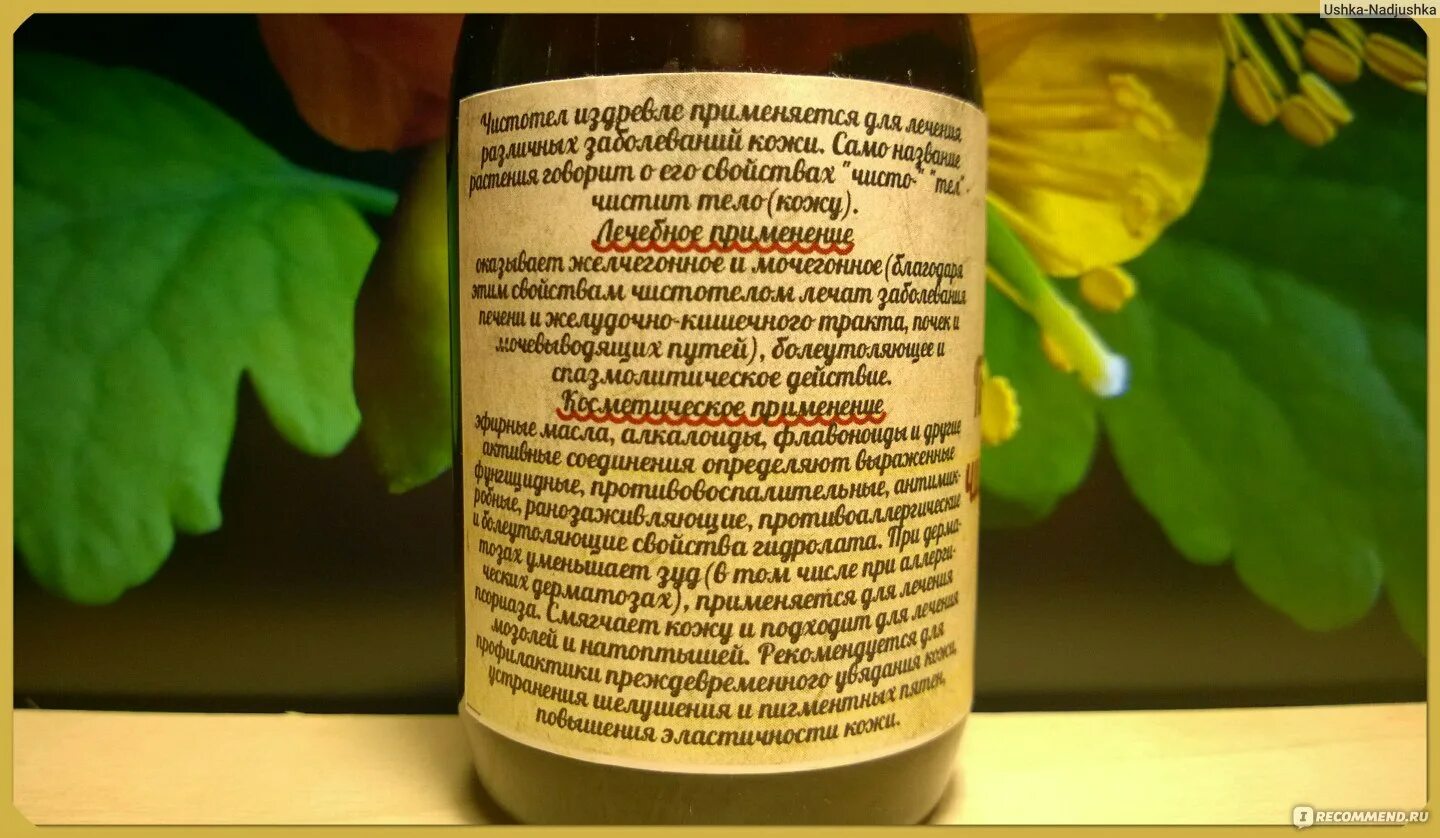 Ushka-Nadjushka
Чистотел издревле применяется для лечения
различных заболеваний кожи. Само название
растения говорит о его свойствах "чисто-" "тел" -
чистит тело(кожу).
Лечебное применение
оказывает желчегонное и мочегонное(благодаря
этим свойствам чистотелом лечат заболевания
печени и желудочно-кишечного тракта, почек и
мочевыводящих путей), болеутоляющее и
спазмолитическое действие.
Косметическое применение
эфирные масла, алкалоиды, флавоноиды и другие
активные соединения определяют выраженные
фунгицидные, противовоспалительные, антимик-
робные, ранозаживляющие, противоаллергические
и болеутоляющие свойства гидролата. При дерма-
тозах уменьшает зуд(в том числе при аллерги-
ческих дерматозах), применяется для лечения
псориаза. Смягчает кожу и подходит для лечения
мозолей и натоптышей. Рекомендуется для
профилактики преждевременного увядания кожи,
устранения шелушения и пигментных пятен,
повышения эластичности кожи.
IRECOMMEND.RU